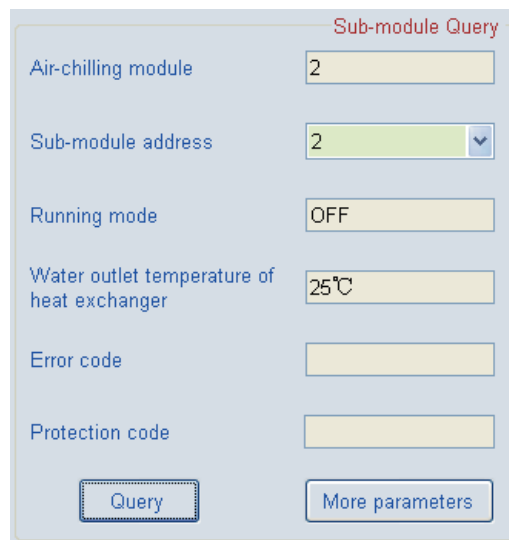 Sub-module Query
Air-chilling module 2
Sub-module address 2
Running mode OFF
Water outlet temperature of
heat exchanger 25℃
Error code
Protection code
Query More parameters